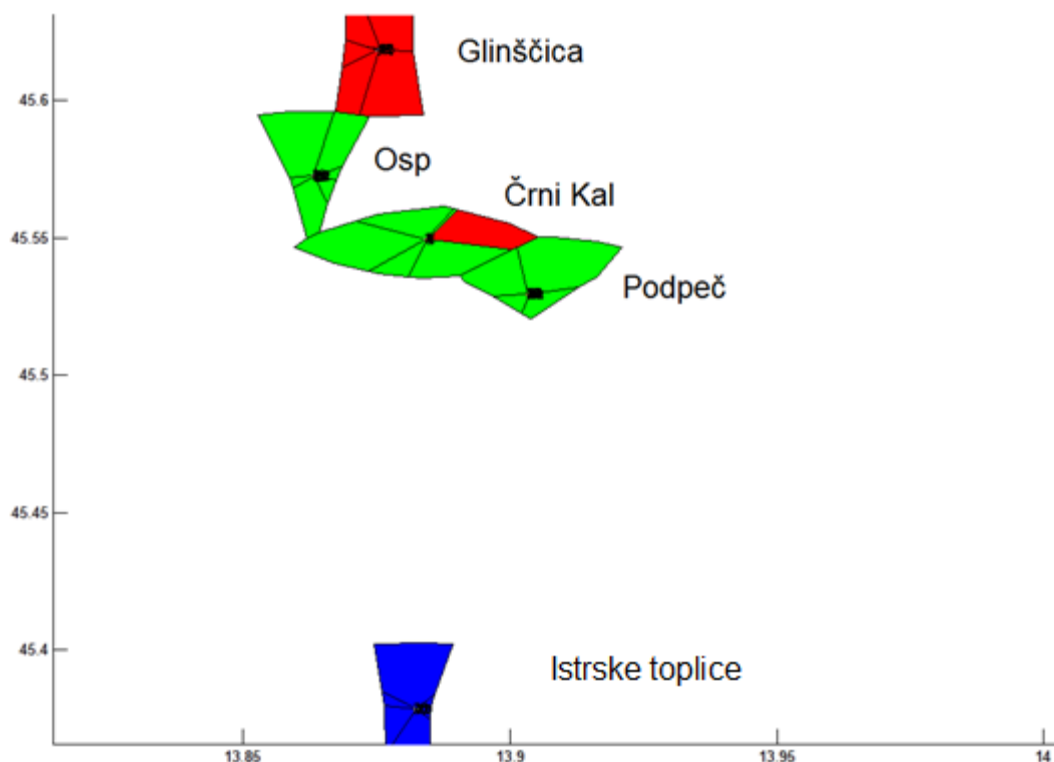 Glinščica
45.6
Osp
Črni Kal
45.55
Podpeč
45.5
45.45
45.4
Istrske toplice
13.85
13.9
13.95
14